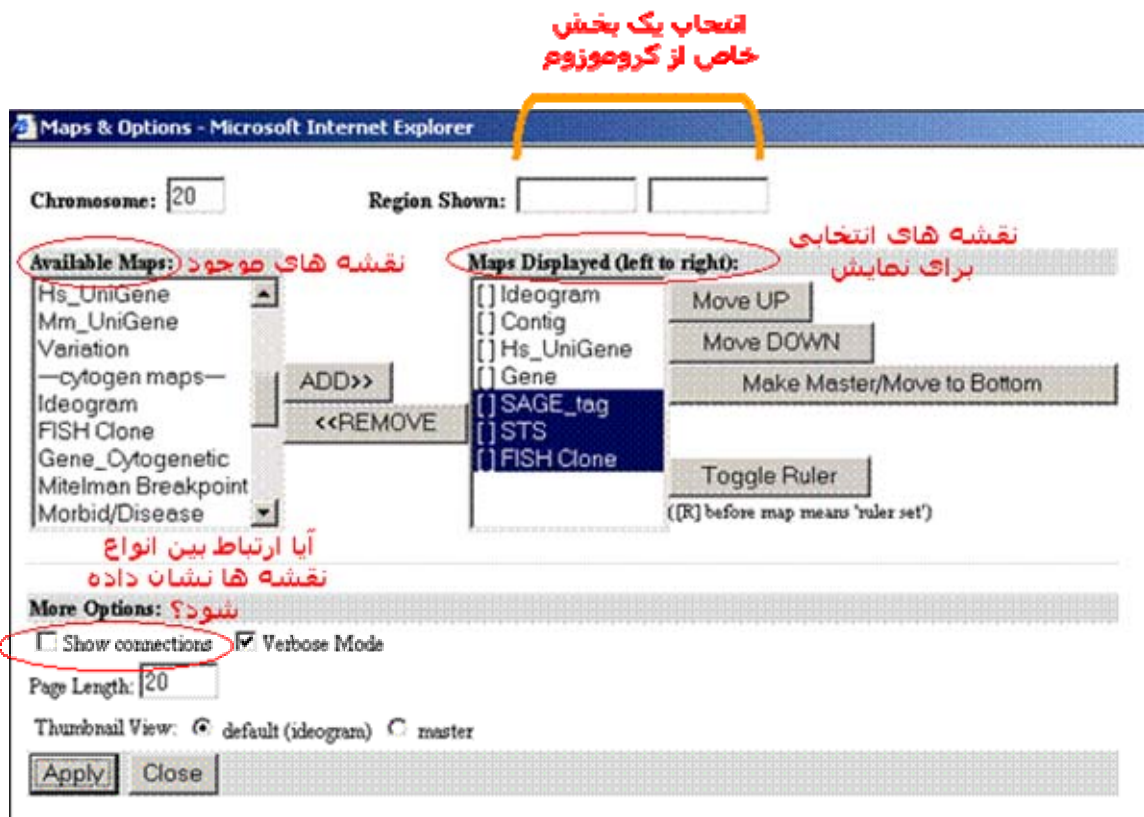 انتخاب یک بخش
خاص از کروموزوم
Maps & Options - Microsoft Internet Explorer
Chromosome: 20 Region Shown:
نقشه های انتخابی
برای نمایش
Available Maps: نقشه های موجود Maps Displayed (left to right):
Hs_UniGene
Mm_UniGene
Variation
—cytogen maps—
Ideogram
FISH Clone
Gene_Cytogenetic
Mitelman Breakpoint
Morbid/Disease
ADD>>
<<REMOVE
[ ] Ideogram
[ ] Contig
[ ] Hs_UniGene
[ ] Gene
[ ] SAGE_tag
[ ] STS
[ ] FISH Clone
Move UP
Move DOWN
Make Master/Move to Bottom
Toggle Ruler
([R] before map means 'ruler set')
آیا ارتباط بین انواع
نقشه ها نشان داده
شود؟
More Options:
Show connections Verbose Mode
Page Length: 20
Thumbnail View: default (ideogram) master
Apply Close